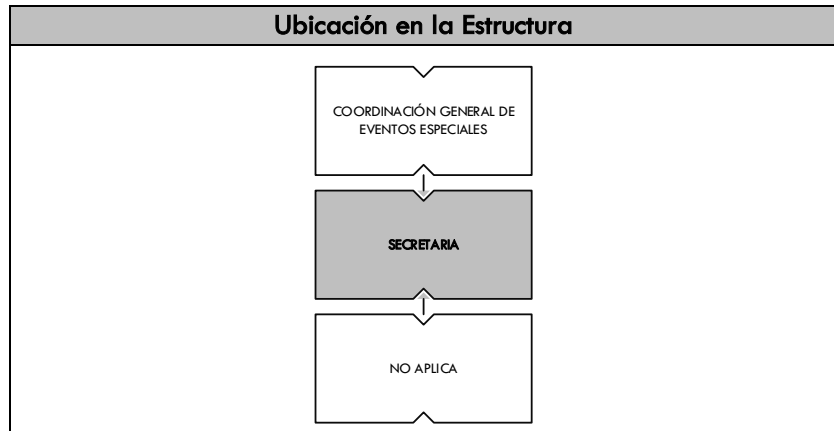 Ubicación en la Estructura
COORDINACIÓN GENERAL DE
EVENTOS ESPECIALES
SECRETARIA
NO APLICA